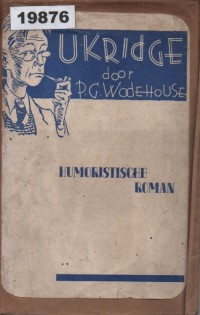 19876
UKRIDGE
door
P.G. WODEHOUSE
HUMORISTISCHE
ROMAN